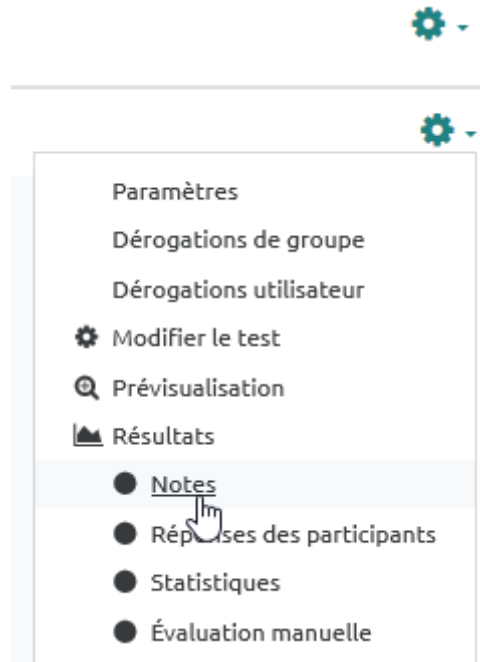 Paramètres
Dérogations de groupe
Dérogations utilisateur
Modifier le test
Prévisualisation
Résultats
Notes
Réponses des participants
Statistiques
Évaluation manuelle